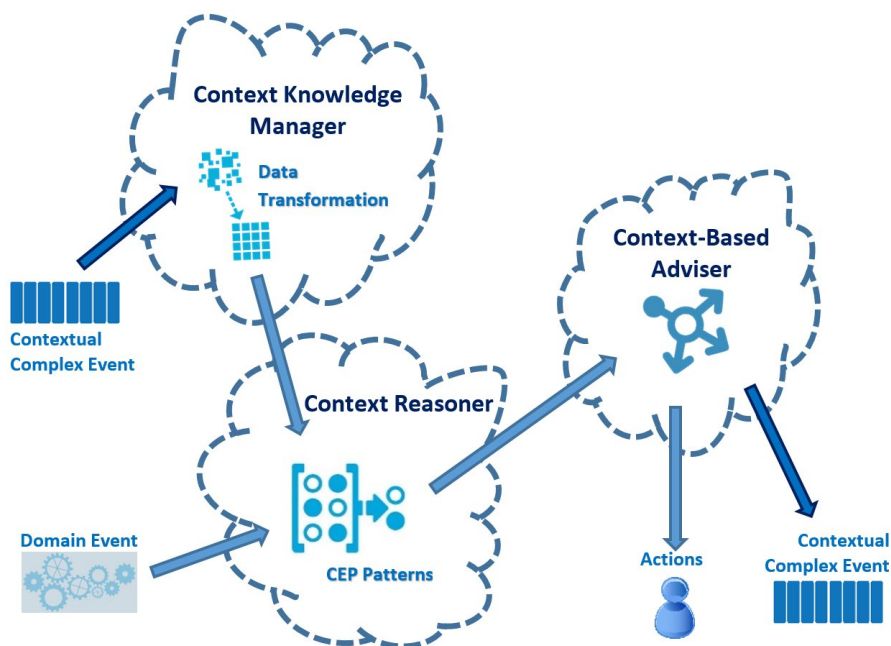 Context Knowledge
Manager
Data
Transformation
Contextual
Complex Event
Context-Based
Adviser
Context Reasoner
CEP Patterns
Domain Event
Actions
Contextual
Complex Event